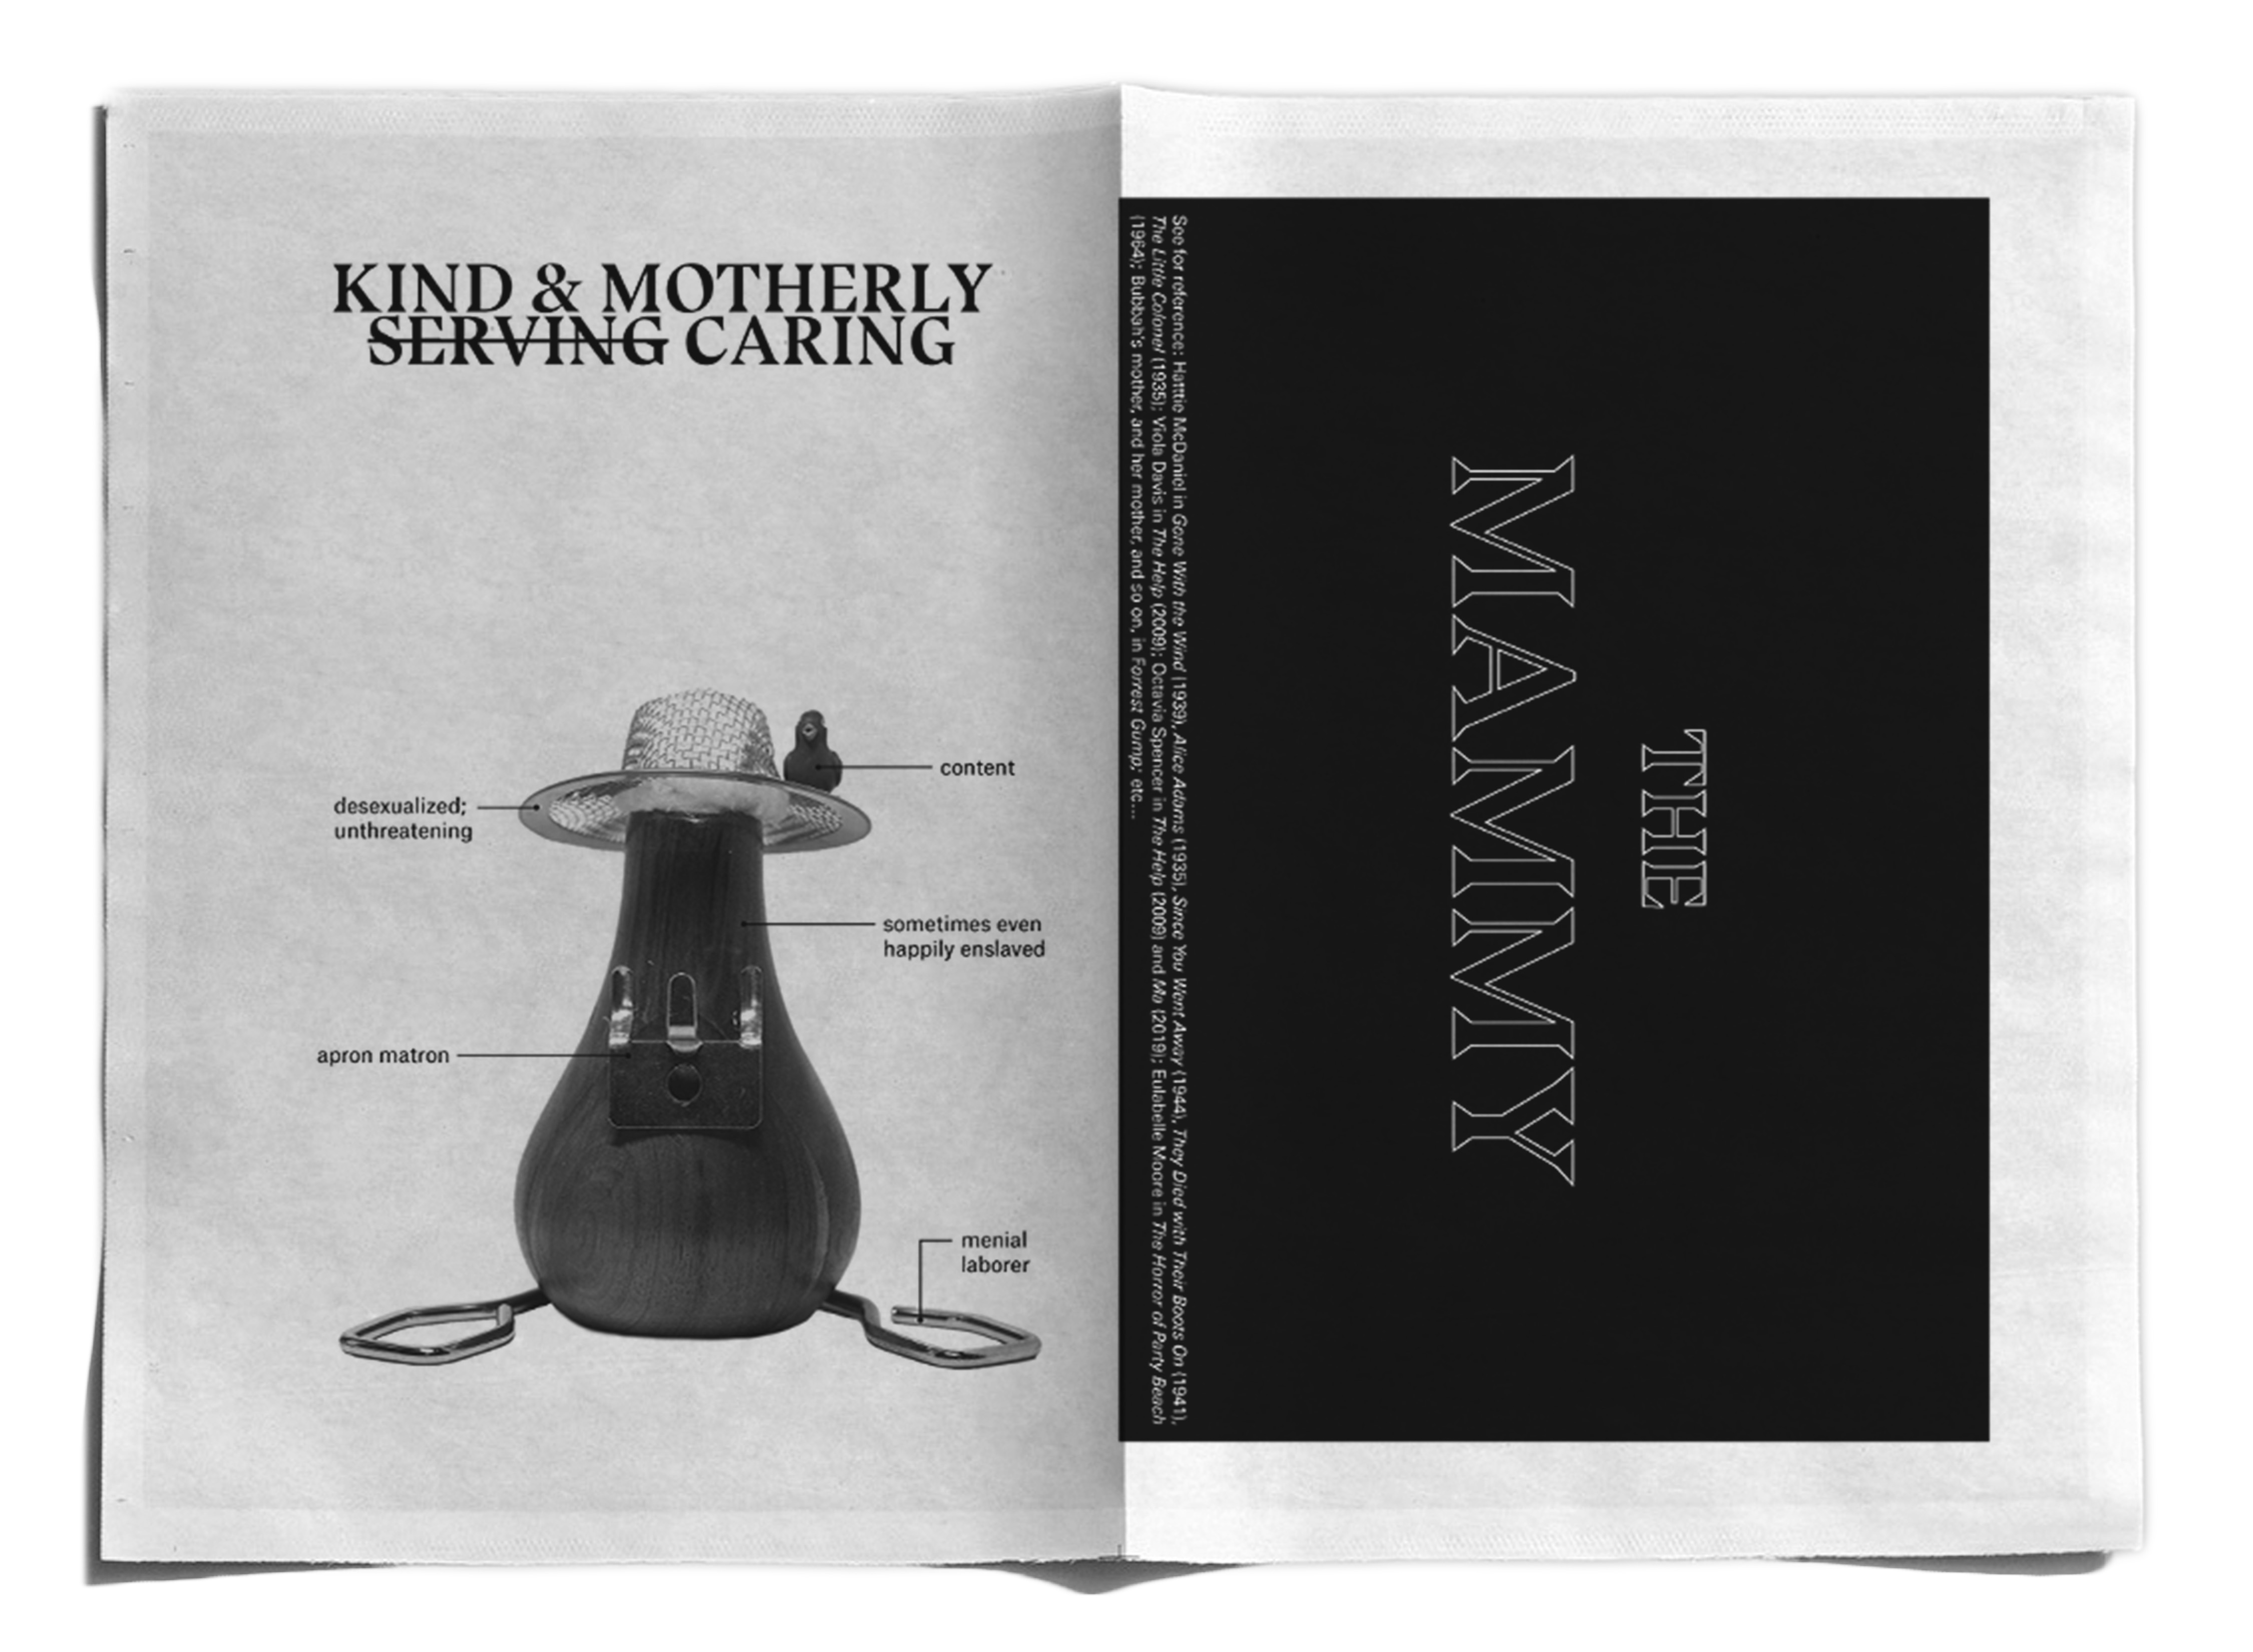 KIND & MOTHERLY
SERVING CARING
content
desexualized;
unthreatening
sometimes even
happily enslaved
apron matron
menial
laborer
THE
MAMMY
See for reference: Hatttie McDaniel in Gone With the Wind (1939), Alice Adams (1935), Since You Went Away (1944), They Died with Their Boots On (1941),
The Little Colonel (1935); Viola Davis in The Help (2009); Octavia Spencer in The Help (2009) and Ma (2019); Eulabelle Moore in The Horror of Party Beach
(1964); Bubbah's mother, and her mother, and so on, in Forrest Gump; etc...